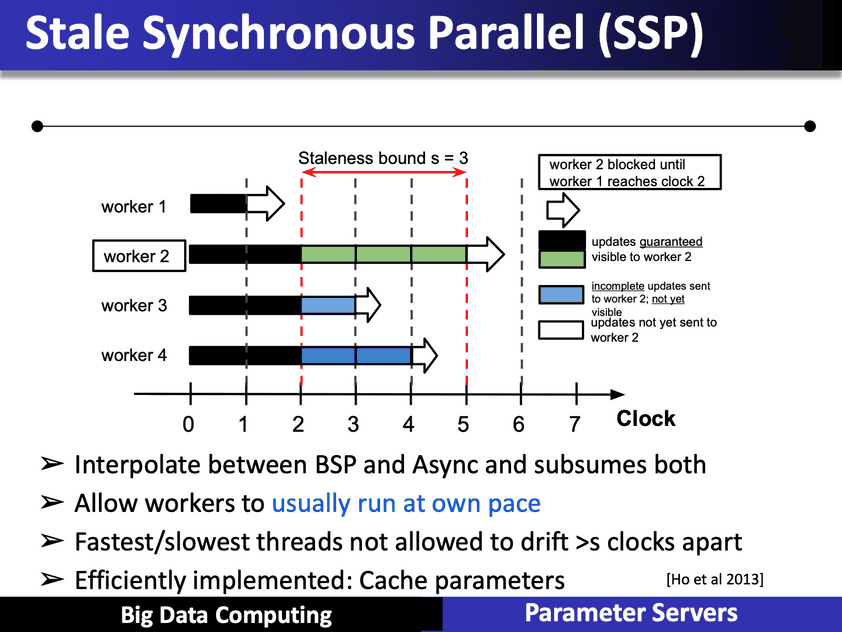 Stale Synchronous Parallel (SSP)
Staleness bound s = 3
worker 1
worker 2
worker 3
worker 4
worker 2 blocked until
worker 1 reaches clock 2
updates guaranteed
visible to worker 2
incomplete updates sent
to worker 2; not yet
visible
updates not yet sent to
worker 2
0 1 2 3 4 5 6 7 Clock
➢ Interpolate between BSP and Async and subsumes both
➢ Allow workers to usually run at own pace
➢ Fastest/slowest threads not allowed to drift >s clocks apart
➢ Efficiently implemented: Cache parameters
[Ho et al 2013]
Big Data Computing
Parameter Servers